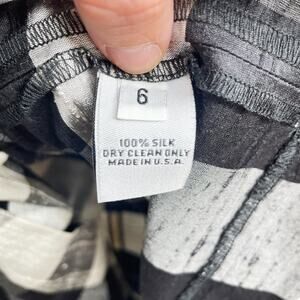 6
100% SILK
DRY CLEAN ONLY
MADE IN U.S.A.